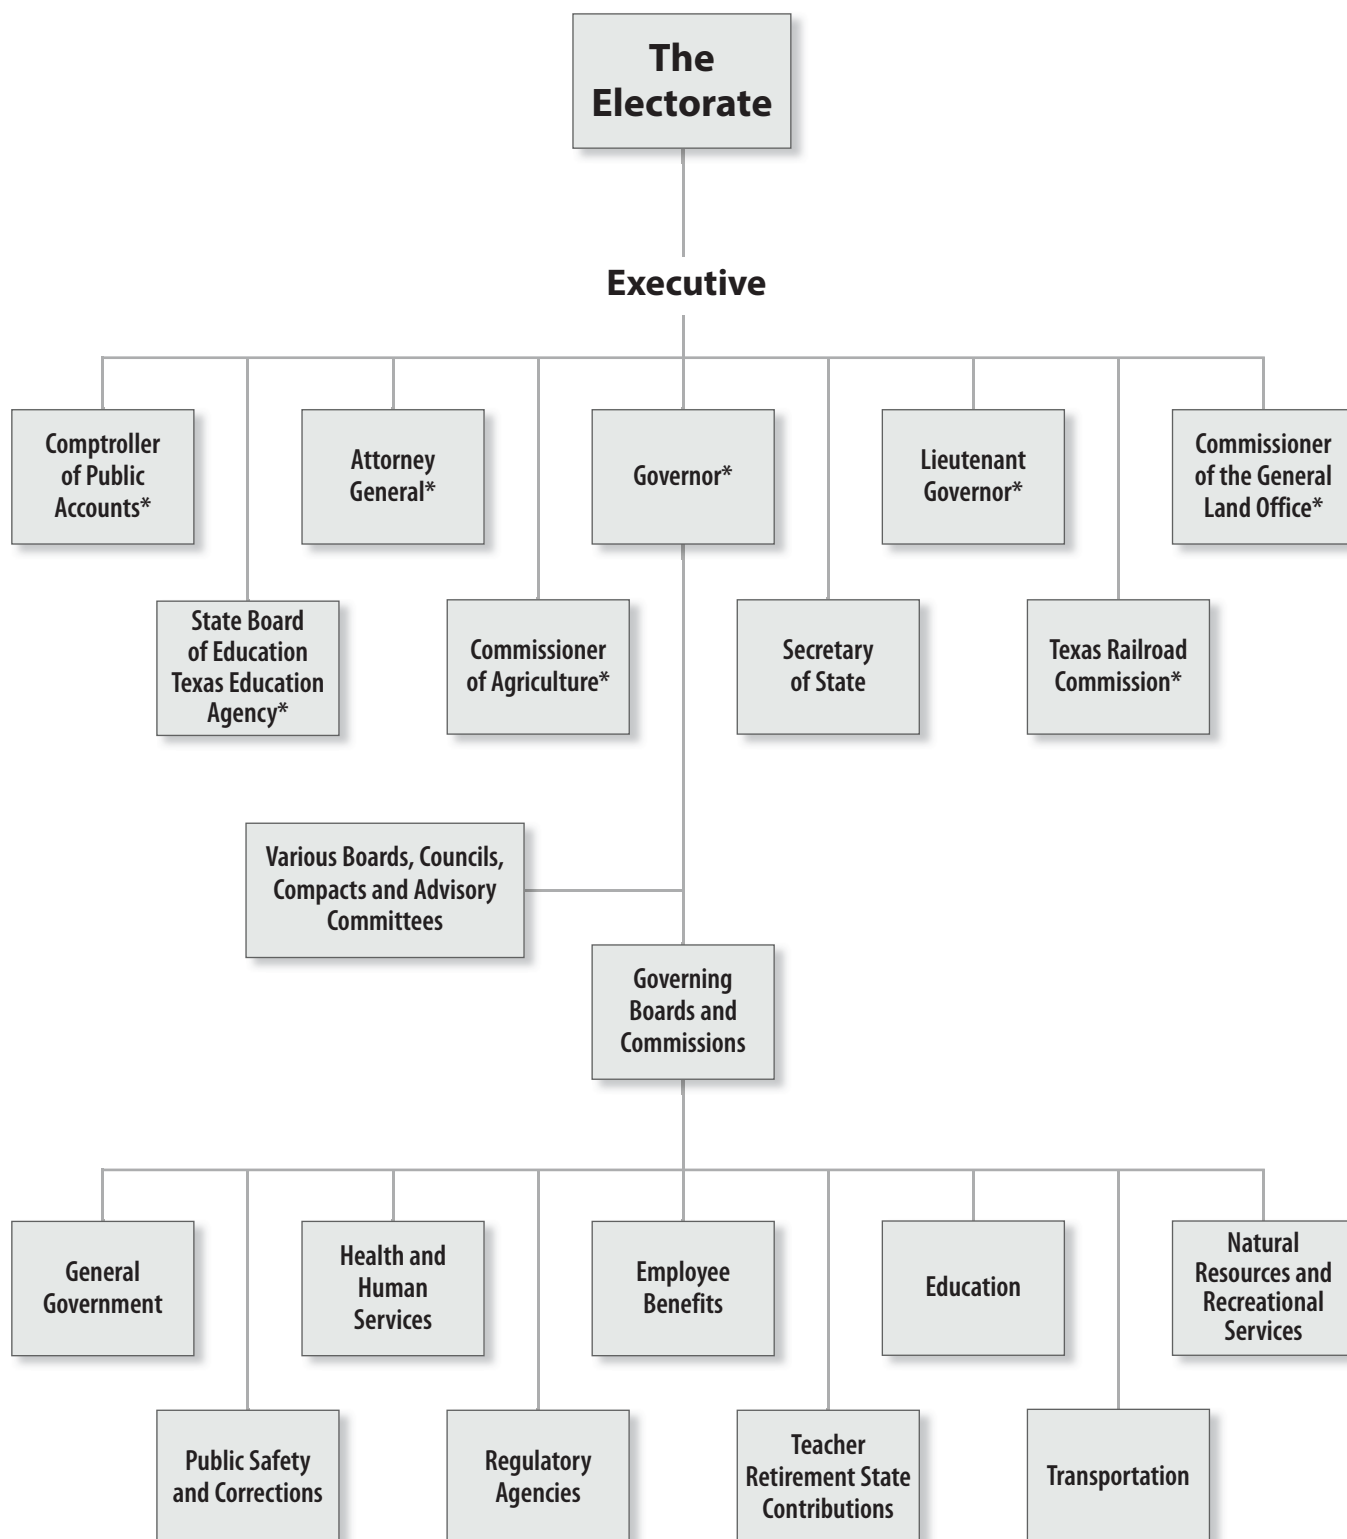 The
Electorate
Executive
Comptroller
of Public
Accounts*
Attorney
General*
Governor*
Lieutenant
Governor*
Commissioner
of the General
Land Office*
State Board
of Education
Texas Education
Agency*
Commissioner
of Agriculture*
Secretary
of State
Texas Railroad
Commission*
Various Boards, Councils,
Compacts and Advisory
Committees
Governing
Boards and
Commissions
General
Government
Health and
Human
Services
Employee
Benefits
Education
Natural
Resources and
Recreational
Services
Public Safety
and Corrections
Regulatory
Agencies
Teacher
Retirement State
Contributions
Transportation